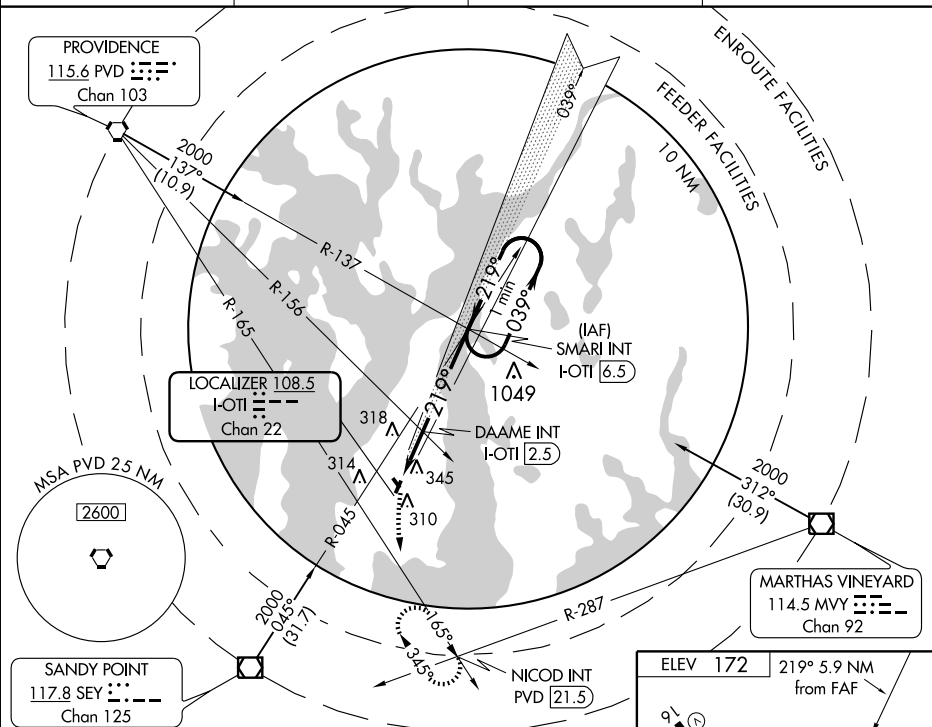 PROVIDENCE
115.6 PVD
Chan 103
ENROUTE FACILITIES
FEEDER FACILITIES
10 NM
039°
2000
137°
(10.9)
R-137
R-156
R-165
219°
1 min
039°
(IAF)
SMARI INT
I-OTI 6.5
1049
LOCALIZER 108.5
I-OTI
Chan 22
219°
318
DAAME INT
I-OTI 2.5
314
345
310
MSA PVD 25 NM
2600
R-045
2000
045°
(31.7)
2000
312°
(30.9)
MARTHAS VINEYARD
114.5 MVY
Chan 92
R-287
165°
345°
NICOD INT
PVD 21.5
SANDY POINT
117.8 SEY
Chan 125
ELEV 172
219° 5.9 NM
from FAF
16